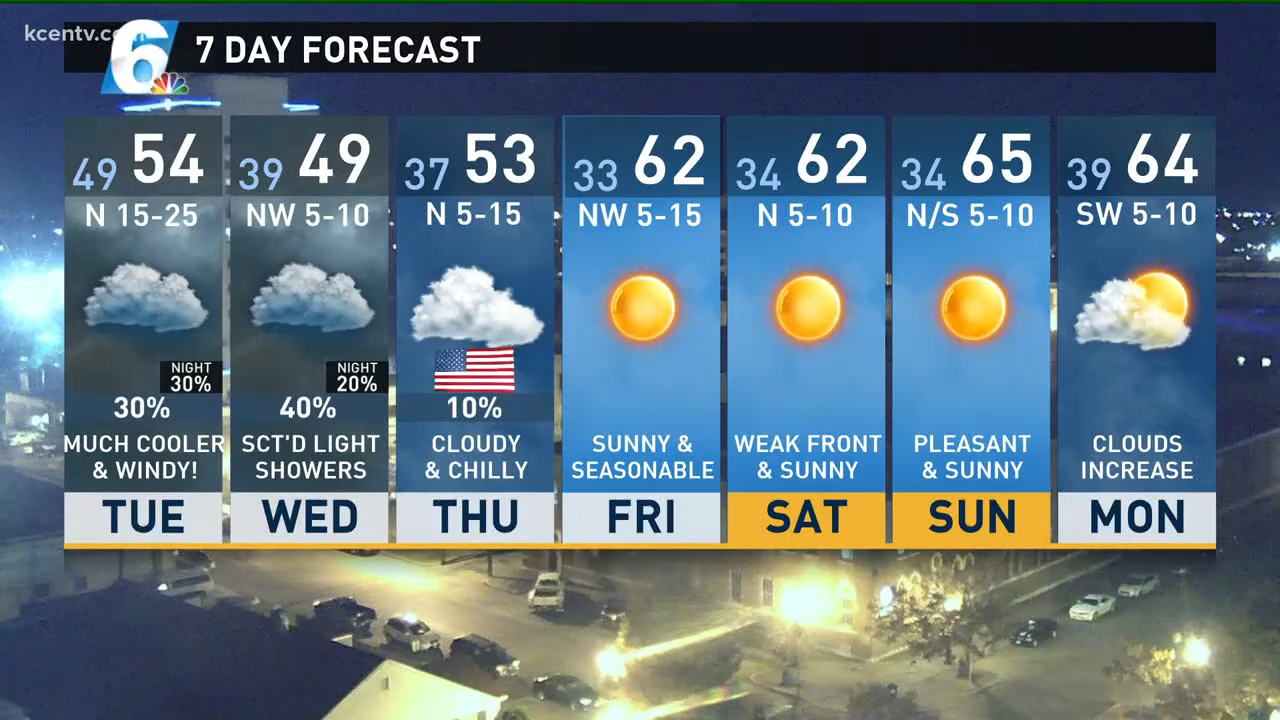 kcentv.com
6
7 DAY FORECAST
49 54
N 15-25
NIGHT
30%
30%
MUCH COOLER
& WINDY!
TUE
39 49
NW 5-10
NIGHT
20%
40%
SCT'D LIGHT
SHOWERS
WED
37 53
N 5-15
10%
CLOUDY
& CHILLY
THU
33 62
NW 5-15
SUNNY &
SEASONABLE
FRI
34 62
N 5-10
WEAK FRONT
& SUNNY
SAT
34 65
N/S 5-10
PLEASANT
& SUNNY
SUN
39 64
SW 5-10
CLOUDS
INCREASE
MON